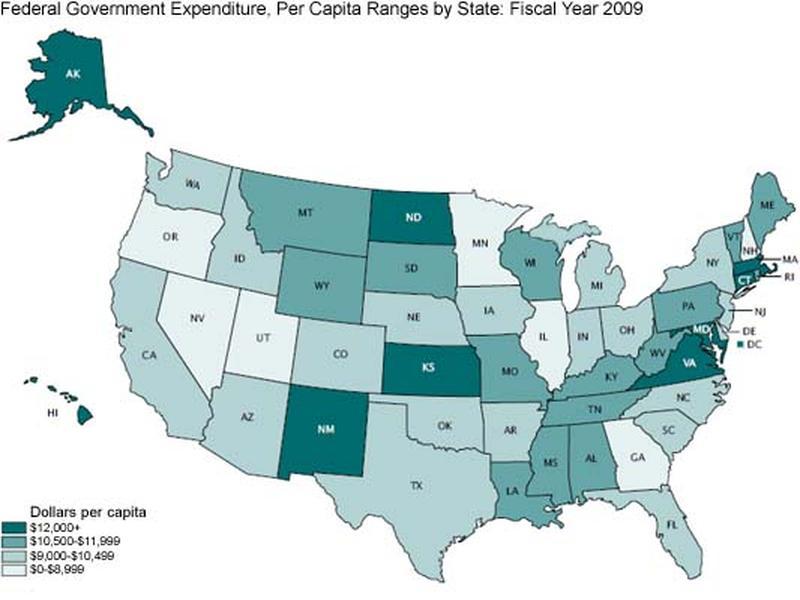 Federal Government Expenditure, Per Capita Ranges by State: Fiscal Year 2009
AK
WA
MT
ND
MN
ME
VT
NH
OR
ID
SD
WI
MI
NY
MA
RI
CT
WY
IA
NE
PA
NJ
NV
UT
CO
IL
IN
OH
MD
DE
DC
CA
KS
MO
KY
WV
VA
HI
AZ
NM
OK
AR
TN
NC
SC
TX
LA
MS
AL
GA
FL
Dollars per capita
$12,000+
$10,500-$11,999
$9,000-$10,499
$0-$8,999